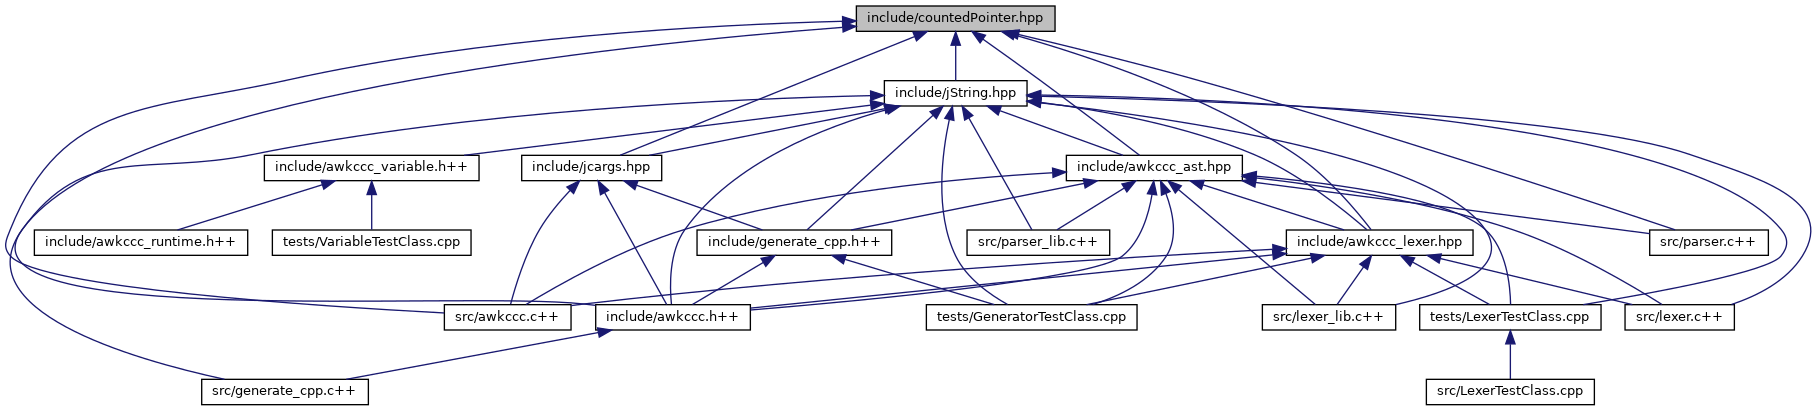 include/countedPointer.hpp
include/jString.hpp
include/awkccc_variable.h++
include/jcargs.hpp
include/awkccc_ast.hpp
include/awkccc_runtime.h++
tests/VariableTestClass.cpp
include/generate_cpp.h++
src/parser_lib.c++
include/awkccc_lexer.hpp
src/parser.c++
src/awkccc.c++
include/awkccc.h++
tests/GeneratorTestClass.cpp
src/lexer_lib.c++
tests/LexerTestClass.cpp
src/lexer.c++
src/generate_cpp.c++
src/LexerTestClass.cpp